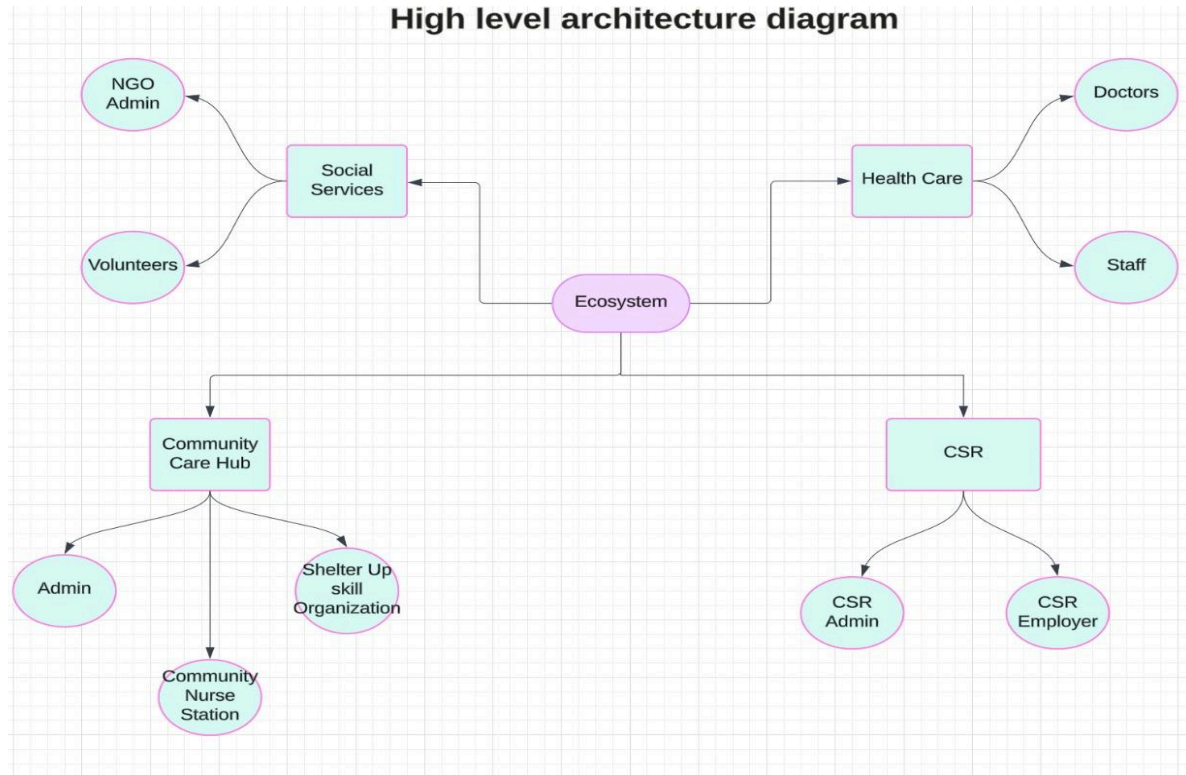 High level architecture diagram
NGO
Admin
Doctors
Social
Services
Health Care
Volunteers
Staff
Ecosystem
Community
Care Hub
CSR
Admin
Shelter Up
skill
Organization
CSR
Admin
CSR
Employer
Community
Nurse
Station